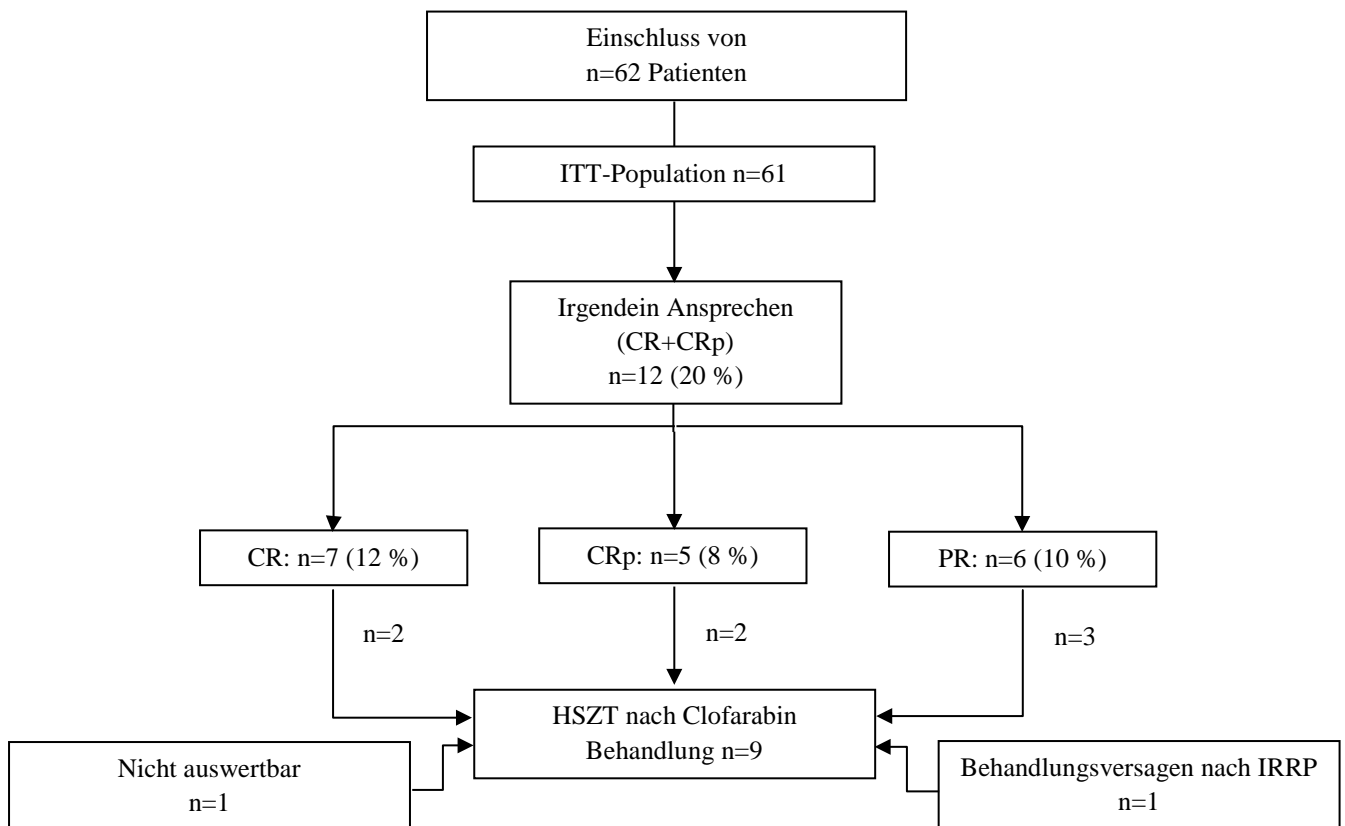 Einschluss von
n=62 Patienten
ITT-Population n=61
Irgendein Ansprechen
(CR+CRp)
n=12 (20 %)
CR: n=7 (12 %)
CRp: n=5 (8 %)
PR: n=6 (10 %)
n=2
n=2
n=3
HSZT nach Clofarabin
Behandlung n=9
Nicht auswertbar
n=1
Behandlungsversagen nach IRRP
n=1